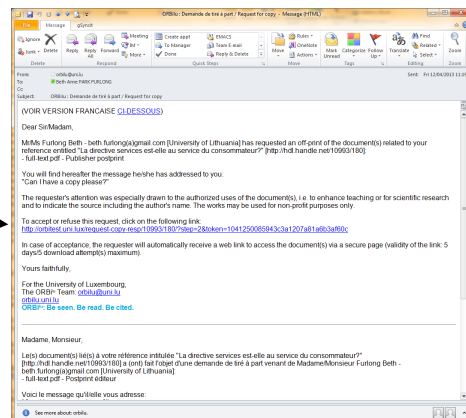 ORBilu : Demande de tiré à part / Request for copy - Message (HTML)
File Message gSyncit
Ignore
Junk
Delete
Reply
Reply All
Forward
Meeting
IM
More
Create appt
To Manager
Done
EMACS
Team E-mail
Reply & Delete
Move
Rules
OneNote
Actions
Mark Unread
Categorize
Follow Up
Translate
Find
Related
Select
Zoom
Delete Respond Quick Steps Move Tags Editing Zoom
From: orbilu@uni.lu Sent: Fri 12/04/2013 11:05
To: Beth Anne PARK FURLONG
Cc:
Subject: ORBilu : Demande de tiré à part / Request for copy
(VOIR VERSION FRANCAISE CI-DESSOUS)
Dear Sir/Madam,
Mr/Ms Furlong Beth - beth.furlong(a)gmail.com [University of Lithuania] has requested an off-print of the document(s) related to your
reference entitled "La directive services est-elle au service du consommateur?" [http://hdl.handle.net/10993/180]:
- full-text.pdf - Publisher postprint
You will find hereafter the message he/she has addressed to you:
"Can I have a copy please?"
The requester's attention was especially drawn to the authorized uses of the document(s), i.e. to enhance teaching or for scientific research
and to indicate the source including the author's name. The works may be used for non-profit purposes only.
To accept or refuse this request, click on the following link:
http://orbitest.uni.lux/request-copy-resp/10993/180/?step=2&token=1041250085943c3a1207a81a6b3af60c
In case of acceptance, the requester will automatically receive a web link to access the document(s) via a secure page (validity of the link: 5
days/5 download attempt(s) maximum).
Yours faithfully,
For the University of Luxembourg,
The ORBilu Team: orbilu@uni.lu
orbilu.uni.lu
ORBilu: Be seen. Be read. Be cited.
Madame, Monsieur,
Le(s) document(s) lié(s) à votre référence intitulée "La directive services est-elle au service du consommateur?"
[http://hdl.handle.net/10993/180] a (ont) fait l'objet d'une demande de tiré à part venant de Madame/Monsieur Furlong Beth -
beth.furlong(a)gmail.com [University of Lithuania]:
- full-text.pdf - Postprint éditeur
Voici le message qu'il/elle vous adresse:
See more about: orbilu.